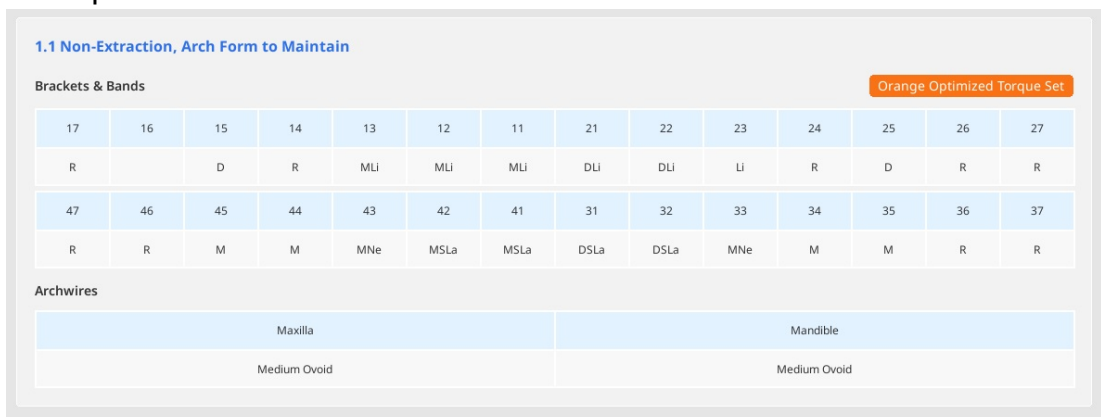 1.1 Non-Extraction, Arch Form to Maintain
Brackets & Bands Orange Optimized Torque Set
17 16 15 14 13 12 11 21 22 23 24 25 26 27
R D R MLi MLi MLi DLi DLi Li R D R R
47 46 45 44 43 42 41 31 32 33 34 35 36 37
R R M M MNe MSLa MSLa DSLa DSLa MNe M M R R
Archwires
Maxilla Mandible
Medium Ovoid Medium Ovoid